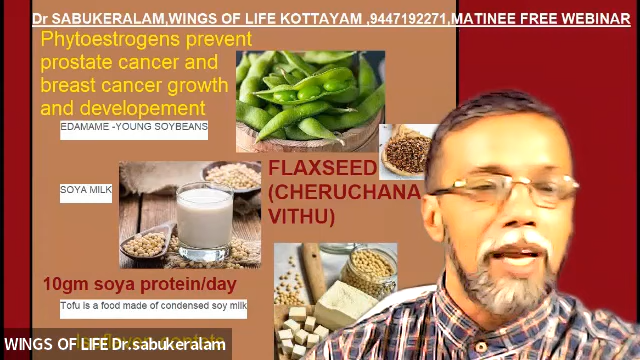 Dr SABUKERALAM,WINGS OF LIFE KOTTAYAM ,9447192271,MATINEE FREE WEBINAR
Phytoestrogens prevent
prostate cancer and
breast cancer growth
and developement
EDAMAME -YOUNG SOYBEANS
FLAXSEED
(CHERUCHANA
VITHU)
SOYA MILK
10gm soya protein/day
Tofu is a food made of condensed soy milk
WINGS OF LIFE Dr.sabukeralam